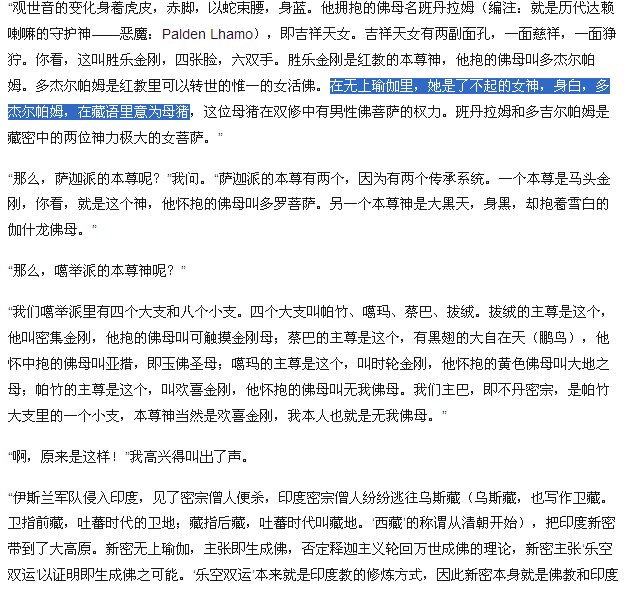 “观世音的变化身着虎皮，赤脚，以蛇束腰，身蓝。他拥抱的佛母名班丹拉姆（编注：就是历代达赖
喇嘛的守护神——恶魔：Palden Lhamo），即吉祥天女。吉祥天女有两副面孔，一面慈祥，一面狰
狞。你看，这叫胜乐金刚，四张脸，六双手。胜乐金刚是红教的本尊神，他抱的佛母叫多杰尔帕
姆。多杰尔帕姆是红教里可以转世的惟一的女活佛。在无上瑜伽里，她是了不起的女神，身白，多
杰尔帕姆，在藏语里意为母猪，这位母猪在双修中有男性佛菩萨的权力。班丹拉姆和多吉尔帕姆是
藏密中的两位神力极大的女菩萨。”
“那么，萨迦派的本尊呢？”我问。“萨迦派的本尊有两个，因为有两个传承系统。一个本尊是马头金
刚，你看，就是这个神，他怀抱的佛母叫多罗菩萨。另一个本尊神是大黑天，身黑，却抱着雪白的
伽什龙佛母。”
“那么，噶举派的本尊神呢？”
“我们噶举派里有四个大支和八个小支。四个大支叫帕竹、噶玛、蔡巴、拔绒。拔绒的主尊是这个，
他叫密集金刚，他抱的佛母叫可触摸金刚母；蔡巴的主尊是这个，有黑翅的大自在天（鹏鸟），他
怀中抱的佛母叫亚措，即玉佛圣母；噶玛的主尊是这个，叫时轮金刚，他怀抱的黄色佛母叫大地之
母；帕竹的主尊是这个，叫欢喜金刚，他怀抱的佛母叫无我佛母。我们主巴，即不丹密宗，是帕竹
大支里的一个小支，本尊神当然是欢喜金刚，我本人也就是无我佛母。”
“啊，原来是这样！”我高兴得叫出了声。
“伊斯兰军队侵入印度，见了密宗僧人便杀，印度密宗僧人纷纷逃往乌斯藏（乌斯藏，也写作卫藏。
卫指前藏，吐蕃时代的卫地；藏指后藏，吐蕃时代叫藏地。‘西藏’的称谓从清朝开始），把印度新密
带到了大高原。新密无上瑜伽，主张即生成佛，否定释迦主义轮回万世成佛的理论，新密主张‘乐空
双运’以证明即生成佛之可能。‘乐空双运’本来就是印度教的修炼方式，因此新密本身就是佛教和印度